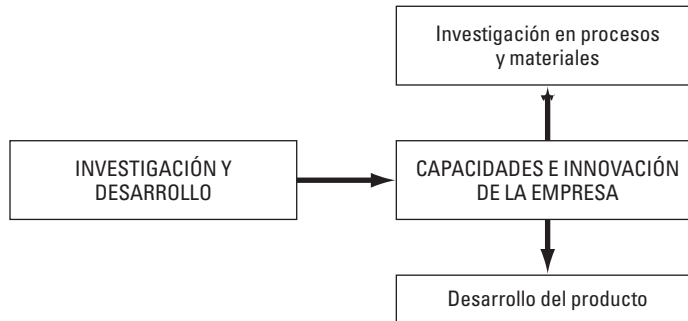 Investigación en procesos
y materiales
INVESTIGACIÓN Y
DESARROLLO
CAPACIDADES E INNOVACIÓN
DE LA EMPRESA
Desarrollo del producto